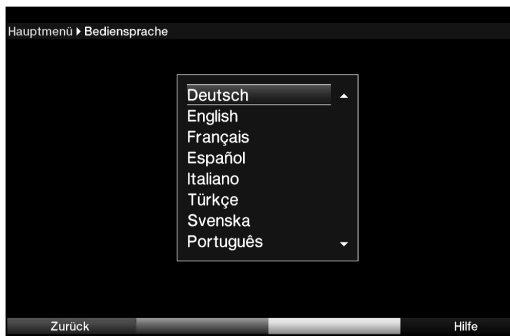 Hauptmenü ▸ Bediensprache
Deutsch
English
Français
Español
Italiano
Türkçe
Svenska
Português
Zurück Hilfe